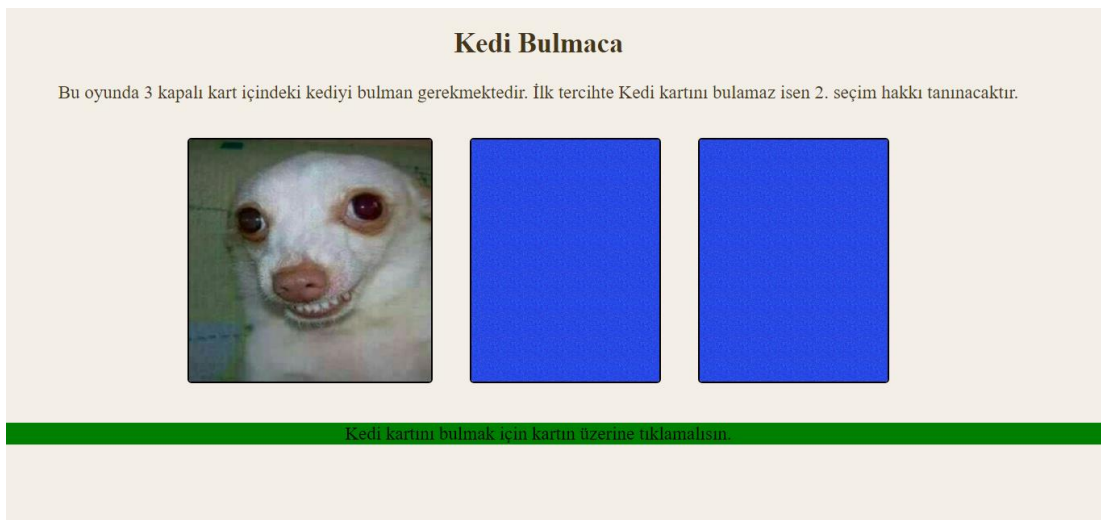 Kedi Bulmaca
Bu oyunda 3 kapalı kart içindeki kediyi bulman gerekmektedir. İlk tercihte Kedi kartını bulamaz isen 2. seçim hakkı tanınacaktır.
Kedi kartını bulmak için kartın üzerine tıklamalısın.